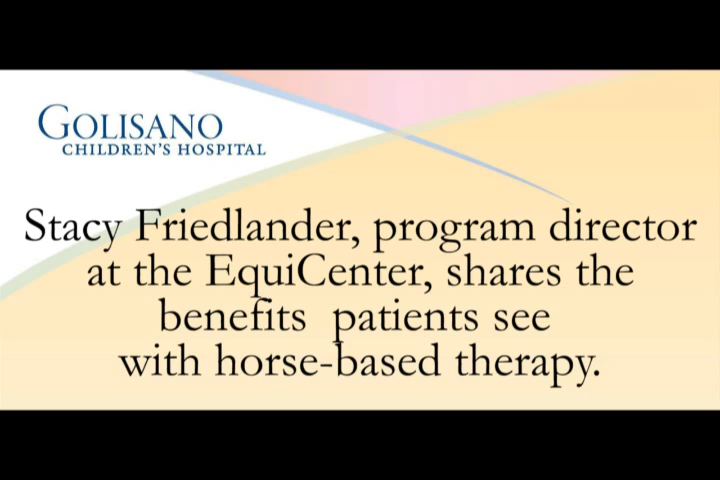 GOLISANO
CHILDREN'S HOSPITAL
Stacy Friedlander, program director
at the EquiCenter, shares the
benefits patients see
with horse-based therapy.